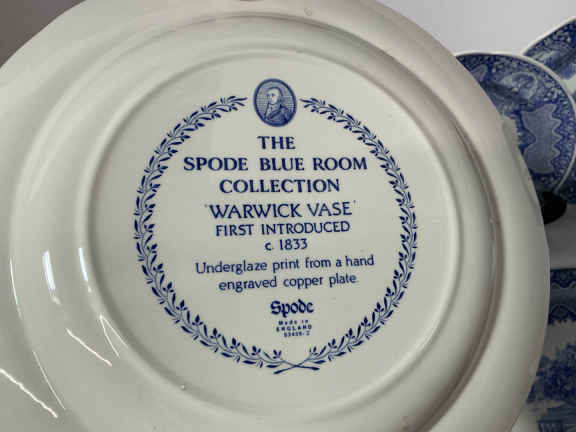 THE
SPODE BLUE ROOM
COLLECTION
'WARWICK VASE'
FIRST INTRODUCED
c. 1833
Underglaze print from a hand
engraved copper plate.
Spode
Made in
ENGLAND